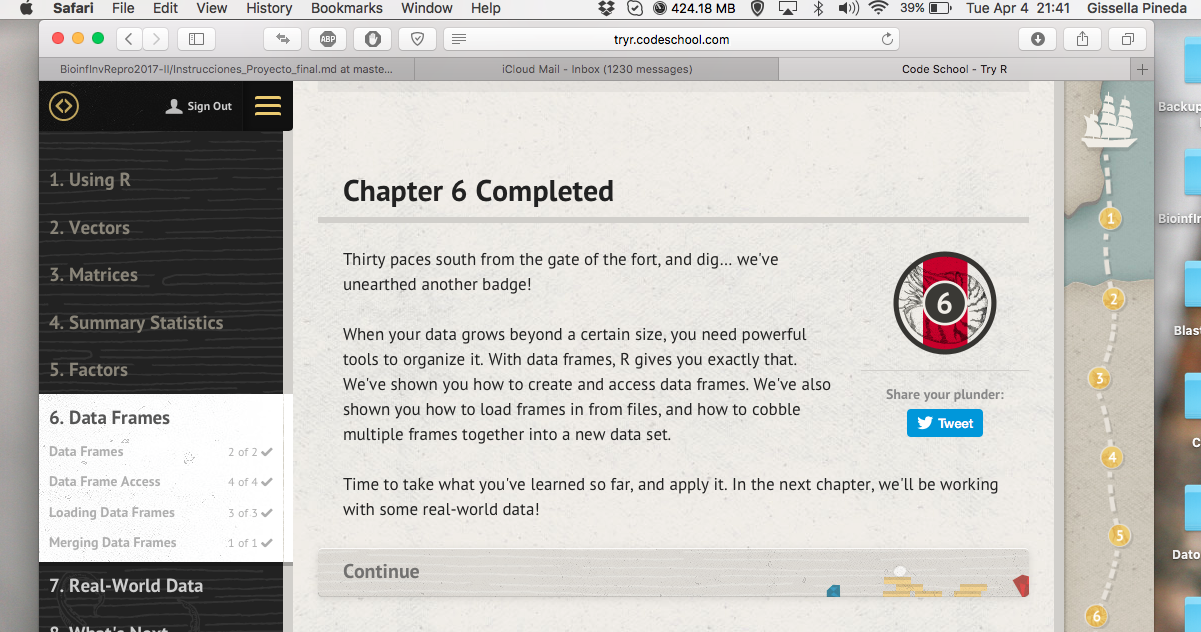 Safari File Edit View History Bookmarks Window Help 424.18 MB 39% Tue Apr 4 21:41 Gissella Pineda
ABP tryr.codeschool.com
BioinfInvRepro2017-II/Instrucciones_Proyecto_final.md at maste... iCloud Mail - Inbox (1230 messages) Code School - Try R
Sign Out
1. Using R
2. Vectors
3. Matrices
4. Summary Statistics
5. Factors
6. Data Frames
Data Frames 2 of 2
Data Frame Access 4 of 4
Loading Data Frames 3 of 3
Merging Data Frames 1 of 1
7. Real-World Data
8. What's Next
Chapter 6 Completed
Thirty paces south from the gate of the fort, and dig... we've
unearthed another badge!
When your data grows beyond a certain size, you need powerful
tools to organize it. With data frames, R gives you exactly that.
We've shown you how to create and access data frames. We've also
shown you how to load frames in from files, and how to cobble
multiple frames together into a new data set.
Time to take what you've learned so far, and apply it. In the next chapter, we'll be working
with some real-world data!
Continue
6
Share your plunder:
Tweet
1
2
3
4
5
6
Backup
BioinfIn
Blast
C
Dato